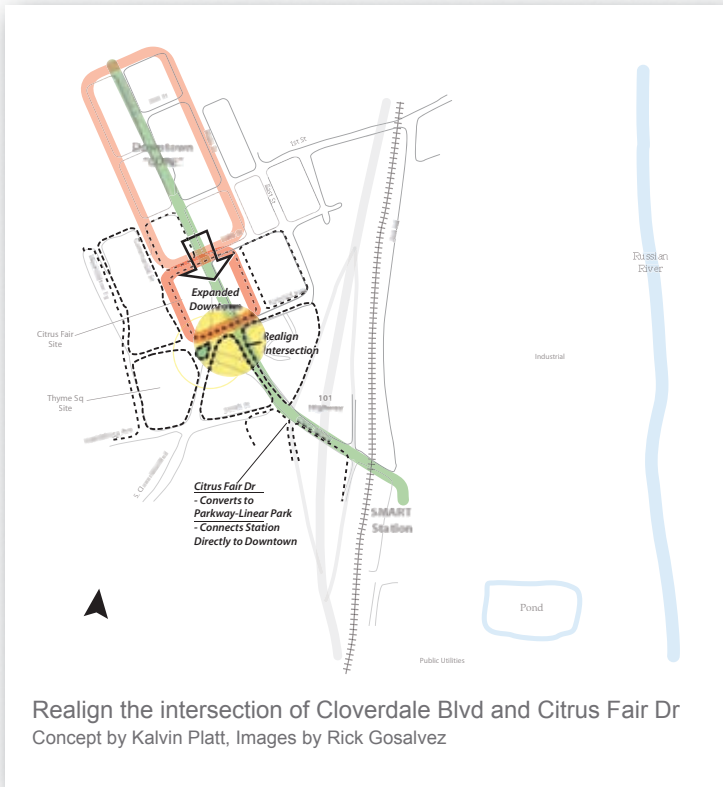 Downtown
"CORE"
1st St
Russian
River
Expanded
Downtown
Realign
Intersection
Citrus Fair
Site
Industrial
Thyme Sq
Site
101
Highway
S. Cloverdale Blvd
Citrus Fair Dr
- Converts to
Parkway-Linear Park
- Connects Station
Directly to Downtown
SMART
Station
Pond
Public Utilities
Realign the intersection of Cloverdale Blvd and Citrus Fair Dr
Concept by Kalvin Platt, Images by Rick Gosalvez